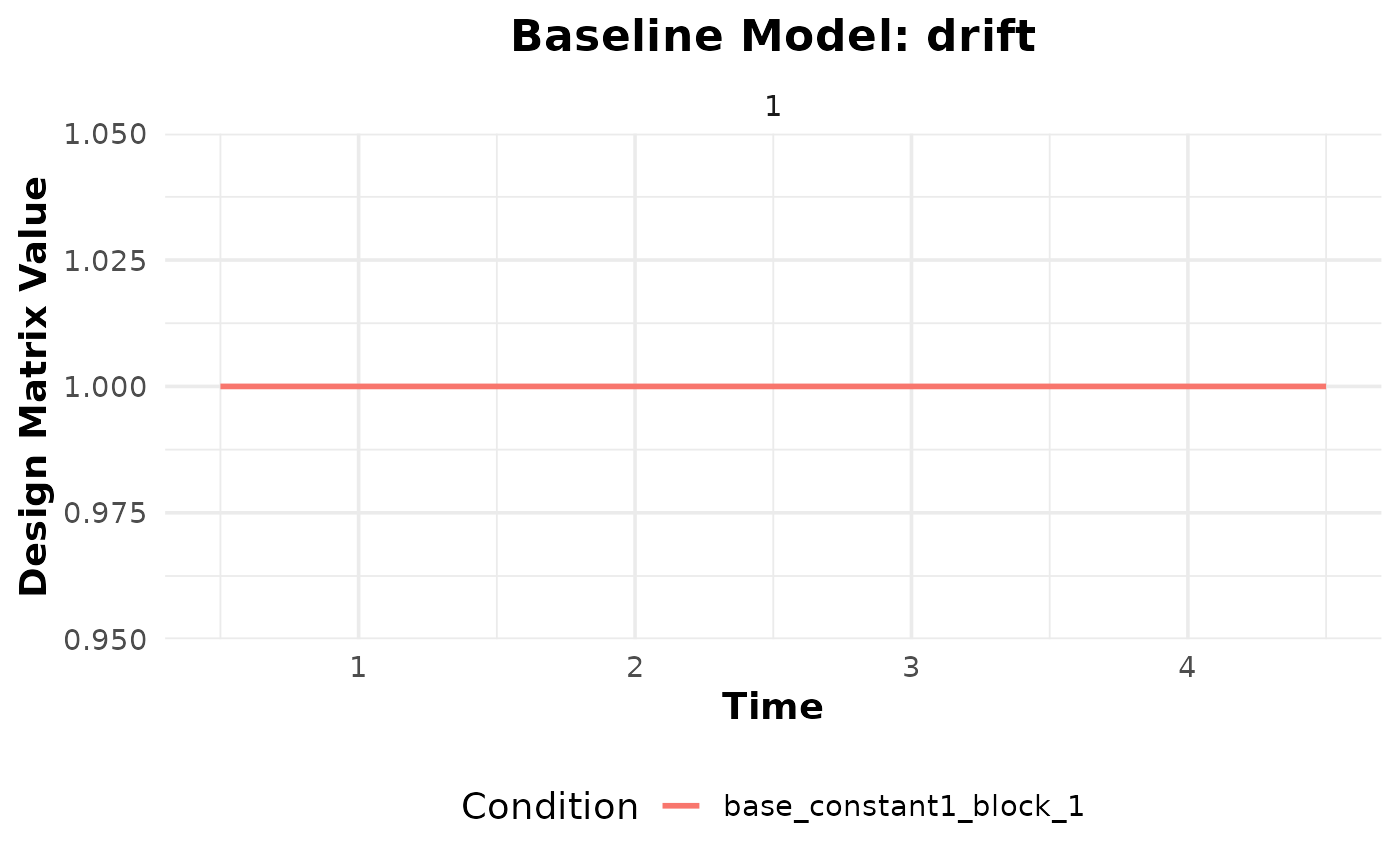 Baseline Model: drift
1
1.050
1.025
1.000
0.975
0.950
Design Matrix Value
1 2 3 4
Time
Condition base_constant1_block_1